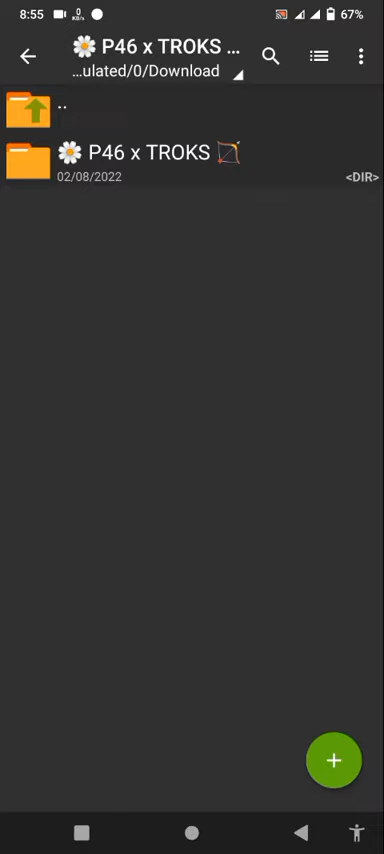 8:55 0 KB/s 67%
🌼 P46 x TROKS ...
...ulated/0/Download
..
🌼 P46 x TROKS 🏹
02/08/2022 <DIR>